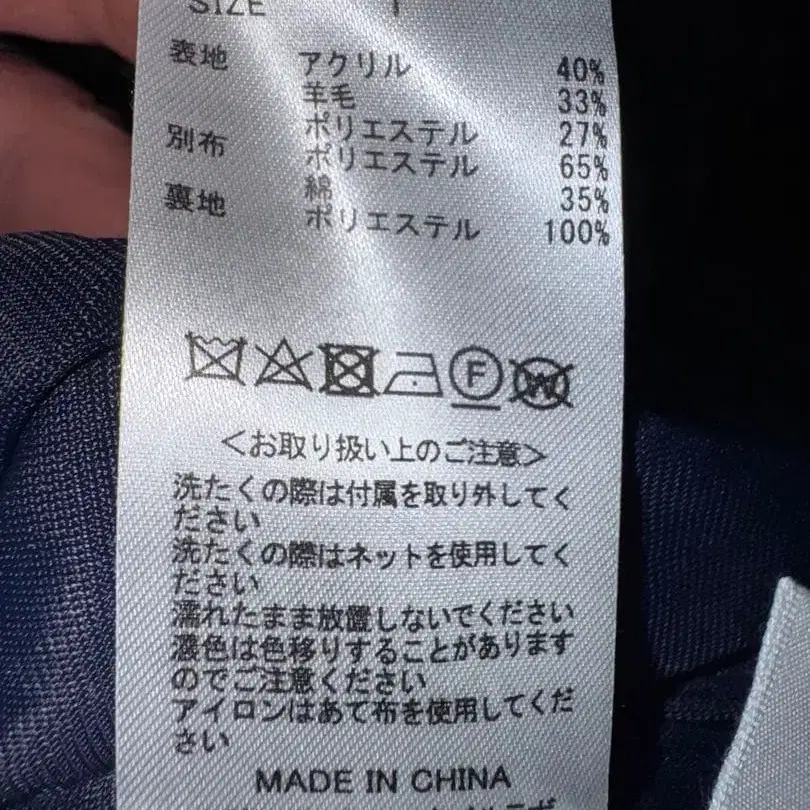 SIZE
表地 アクリル 40%
羊毛 33%
ポリエステル 27%
別布 ポリエステル 65%
綿 35%
裏地 ポリエステル 100%
F
W
<お取り扱い上のご注意>
洗たくの際は付属を取り外してく
ださい
洗たくの際はネットを使用してく
ださい
濡れたまま放置しないでください
濃色は色移りすることがあります
のでご注意ください
アイロンはあて布を使用してくだ
さい
MADE IN CHINA